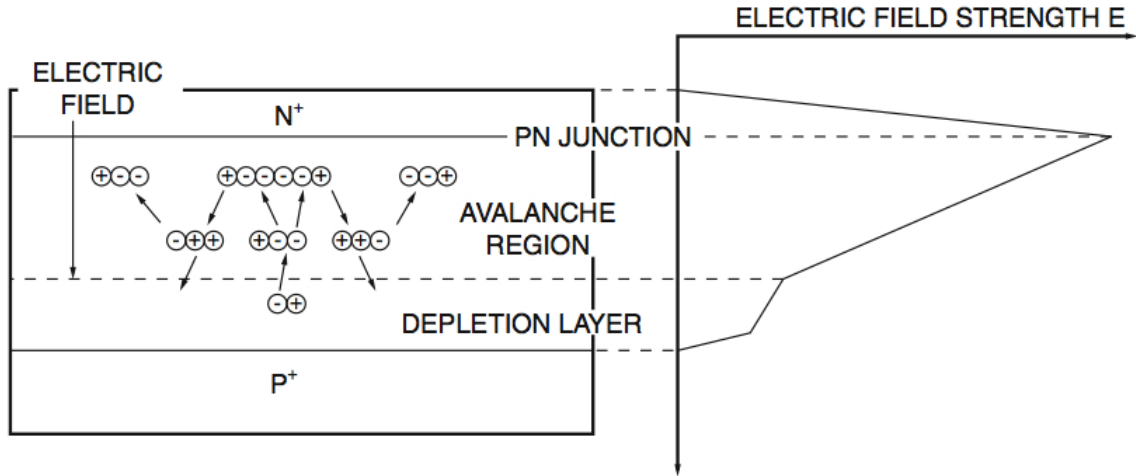 ELECTRIC FIELD STRENGTH E
ELECTRIC
FIELD
N⁺
PN JUNCTION
⊕⊖⊖
⊕⊖⊖⊖⊖⊕
⊖⊖⊕
AVALANCHE
REGION
⊖⊕⊕
⊕⊖⊖
⊕⊕⊖
⊖⊕
DEPLETION LAYER
P⁺